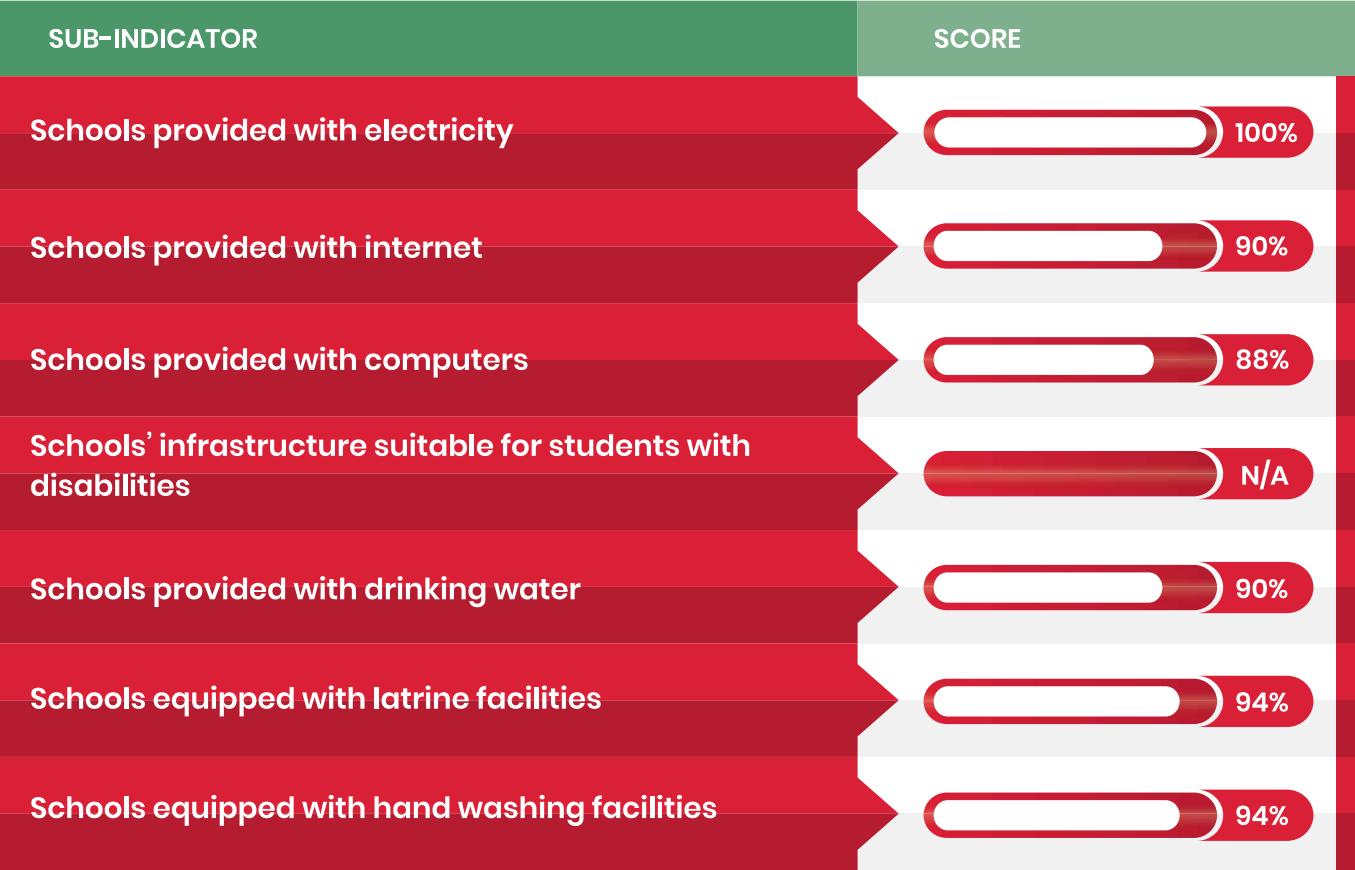 SUB-INDICATOR SCORE
Schools provided with electricity 100%
Schools provided with internet 90%
Schools provided with computers 88%
Schools’ infrastructure suitable for students with
disabilities N/A
Schools provided with drinking water 90%
Schools equipped with latrine facilities 94%
Schools equipped with hand washing facilities 94%